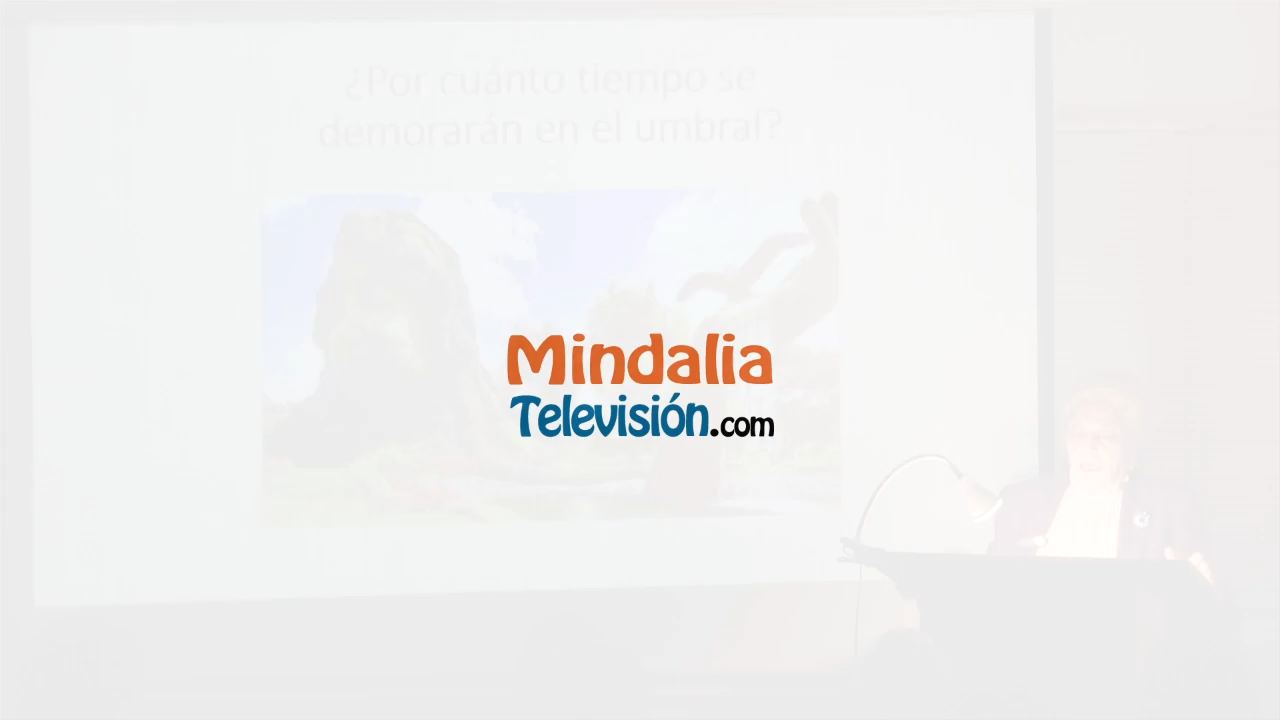 ¿Por cuánto tiempo se
demorarán en el umbral?
Mindalia
Televisión.com